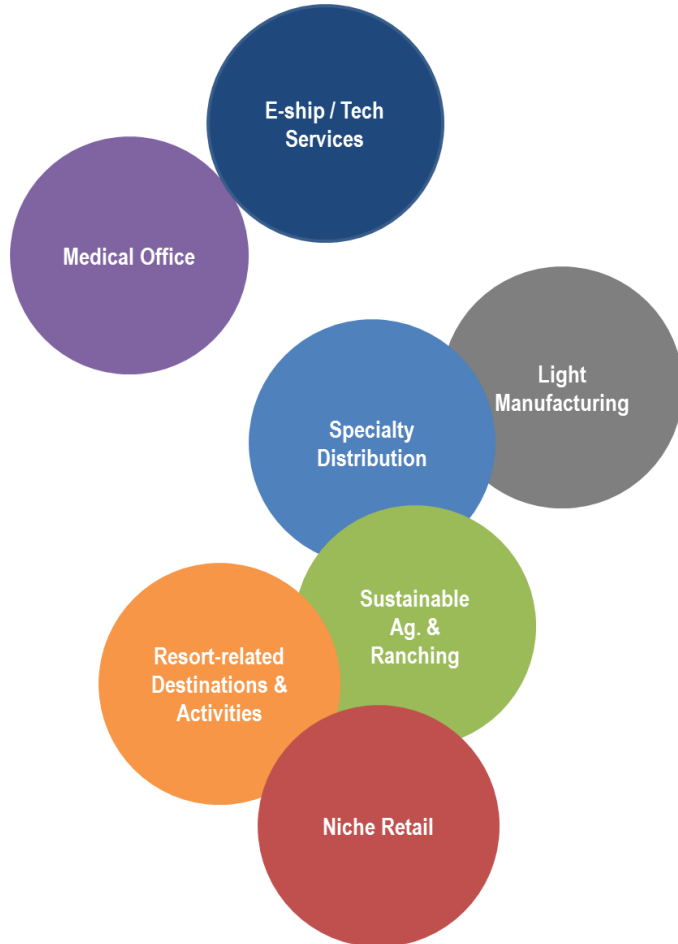 E-ship / Tech
Services
Medical Office
Light
Manufacturing
Specialty
Distribution
Sustainable
Ag. &
Ranching
Resort-related
Destinations &
Activities
Niche Retail